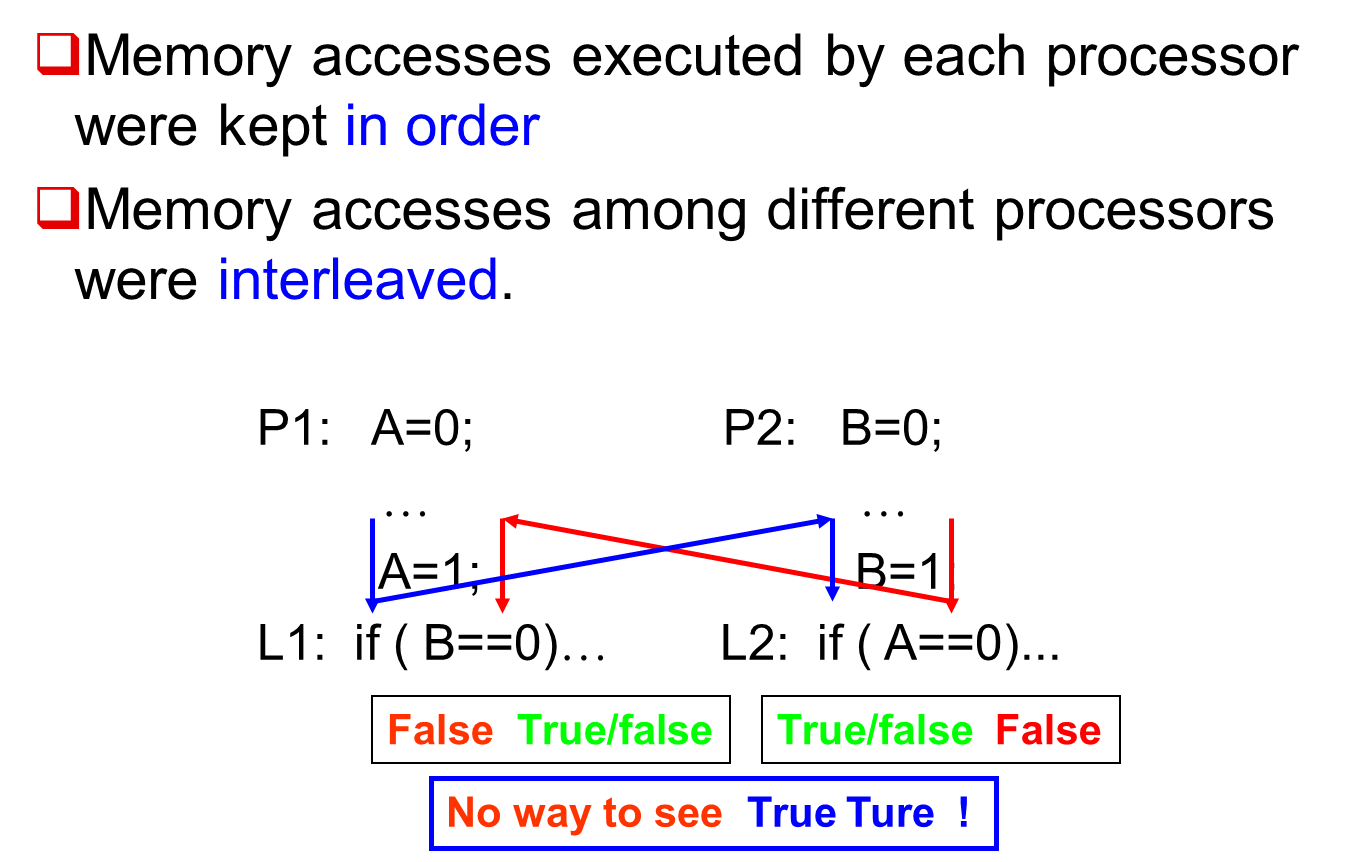 Memory accesses executed by each processor
were kept in order
Memory accesses among different processors
were interleaved.
P1: A=0; P2: B=0;
… …
A=1; B=1;
L1: if ( B==0)… L2: if ( A==0)...
False True/false True/false False
No way to see True Ture !